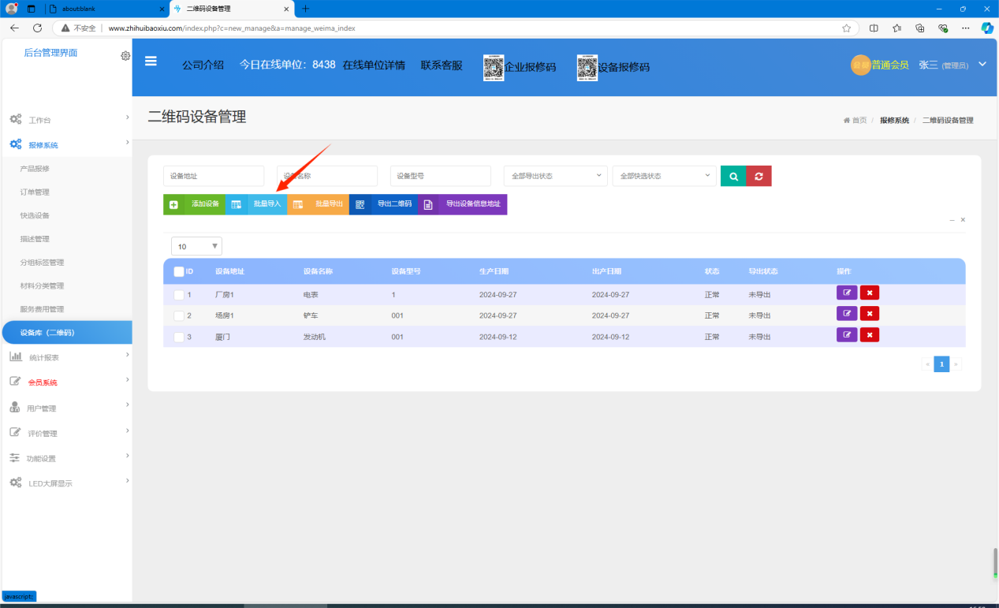 about:blank
二维码设备管理
不安全
www.zhihuibaoxiu.com/index.php?c=new_manage&a=manage_weima_index
后台管理界面
公司介绍 今日在线单位：8438 在线单位详情 联系客服 企业报修码 设备报修码
普通会员 张三 (管理员)
二维码设备管理
首页 / 报修系统 / 二维码设备管理
工作台
报修系统
产品报修
订单管理
快选设备
描述管理
分组标签管理
材料分类管理
服务费用管理
设备库（二维码）
统计报表
会员系统
用户管理
评价管理
功能设置
LED大屏显示
设备地址 设备名称 设备型号 全部导出状态 全部快选状态
添加设备 批量导入 批量导出 导出二维码 导出设备信息地址
10
ID 设备地址 设备名称 设备型号 生产日期 出产日期 状态 导出状态 操作
1 厂房1 电表 1 2024-09-27 2024-09-27 正常 未导出
2 场房1 铲车 001 2024-09-27 2024-09-27 正常 未导出
3 厦门 发动机 001 2024-09-12 2024-09-12 正常 未导出
« 1 »
javascript:;